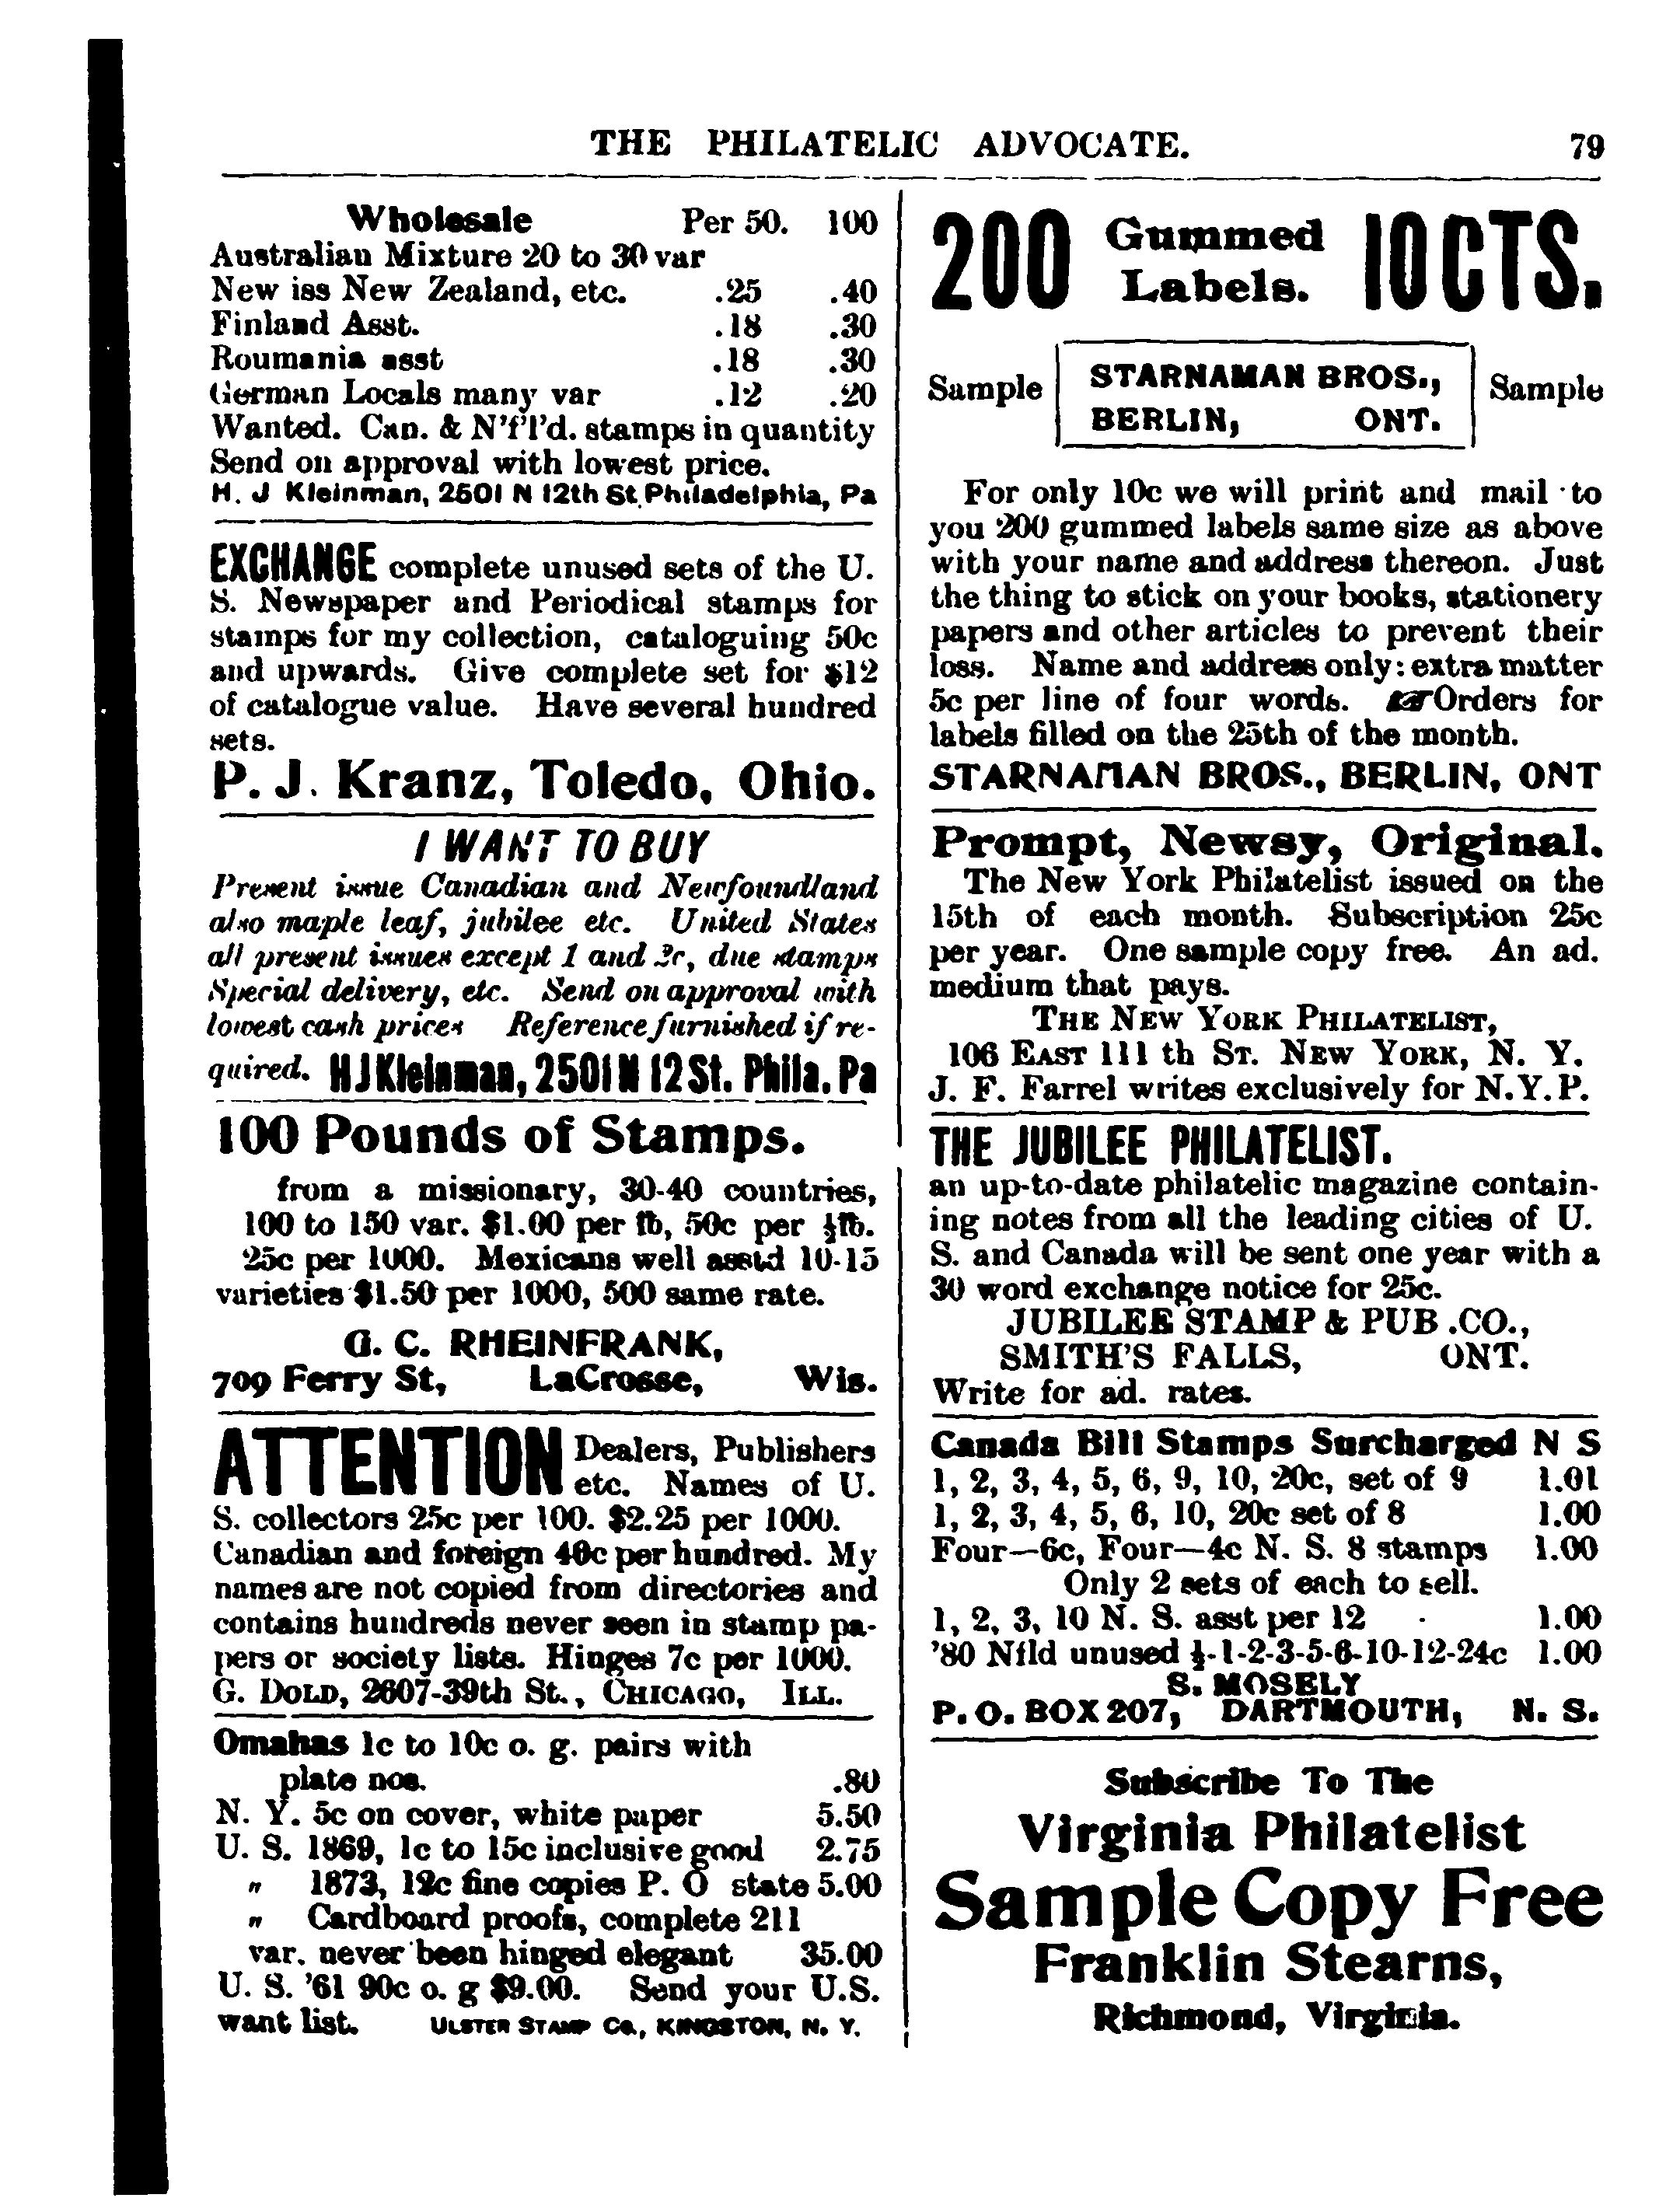 THE PHILATELIC ADVOCATE. 79
Wholesale Per 50. 100
Australian Mixture 20 to 30 var
New iss New Zealand, etc. .25 .40
Finland Asst. .18 .30
Roumania asst .18 .30
German Locals many var .12 .20
Wanted. Can. & N'f'l'd. stamps in quantity
Send on approval with lowest price.
H. J Kleinman, 2501 N 12th St. Philadelphia, Pa
EXCHANGE complete unused sets of the U.
S. Newspaper and Periodical stamps for
stamps for my collection, cataloguing 50c
and upwards. Give complete set for $12
of catalogue value. Have several hundred
sets.
P. J. Kranz, Toledo, Ohio.
I WANT TO BUY
Present issue Canadian and Newfoundland
also maple leaf, jubilee etc. United States
all present issues except 1 and 2c, due stamps
Special delivery, etc. Send on approval with
lowest cash prices Reference furnished if re-
quired. H J Kleinman, 2501 N 12 St. Phila. Pa
100 Pounds of Stamps.
from a missionary, 30-40 countries,
100 to 150 var. $1.00 per lb, 50c per ½lb.
25c per 1000. Mexicans well asstd 10-15
varieties $1.50 per 1000, 500 same rate.
G. C. RHEINFRANK,
709 Ferry St, LaCrosse, Wis.
ATTENTION Dealers, Publishers
etc. Names of U.
S. collectors 25c per 100. $2.25 per 1000.
Canadian and foreign 40c per hundred. My
names are not copied from directories and
contains hundreds never seen in stamp pa-
pers or society lists. Hinges 7c per 1000.
G. DOLD, 2607-39th St., CHICAGO, ILL.
Omahas 1c to 10c o. g. pairs with
plate nos. .80
N. Y. 5c on cover, white paper 5.50
U. S. 1869, 1c to 15c inclusive good 2.75
" 1873, 12c fine copies P. O state 5.00
" Cardboard proofs, complete 211
var. never been hinged elegant 35.00
U. S. '61 90c o. g $9.00. Send your U.S.
want list. ULSTER STAMP CO., KINGSTON, N. Y.
200 Gummed Labels. 10CTS.
Sample STARNAMAN BROS., Sample
BERLIN, ONT.
For only 10c we will print and mail to
you 200 gummed labels same size as above
with your name and address thereon. Just
the thing to stick on your books, stationery
papers and other articles to prevent their
loss. Name and address only: extra matter
5c per line of four words. ☞Orders for
labels filled on the 25th of the month.
STARNAMAN BROS., BERLIN, ONT
Prompt, Newsy, Original.
The New York Philatelist issued on the
15th of each month. Subscription 25c
per year. One sample copy free. An ad.
medium that pays.
THE NEW YORK PHILATELIST,
106 EAST 111 th ST. NEW YORK, N. Y.
J. F. Farrel writes exclusively for N.Y.P.
THE JUBILEE PHILATELIST.
an up-to-date philatelic magazine contain-
ing notes from all the leading cities of U.
S. and Canada will be sent one year with a
30 word exchange notice for 25c.
JUBILEE STAMP & PUB .CO.,
SMITH'S FALLS, ONT.
Write for ad. rates.
Canada Bill Stamps Surcharged N S
1, 2, 3, 4, 5, 6, 9, 10, 20c, set of 9 1.01
1, 2, 3, 4, 5, 6, 10, 20c set of 8 1.00
Four—6c, Four—4c N. S. 8 stamps 1.00
Only 2 sets of each to sell.
1, 2, 3, 10 N. S. asst per 12 1.00
'80 Nfld unused ½-1-2-3-5-6-10-12-24c 1.00
S. MOSELY
P. O. BOX 207, DARTMOUTH, N. S.
Subscribe To The
Virginia Philatelist
Sample Copy Free
Franklin Stearns,
Richmond, Virginia.